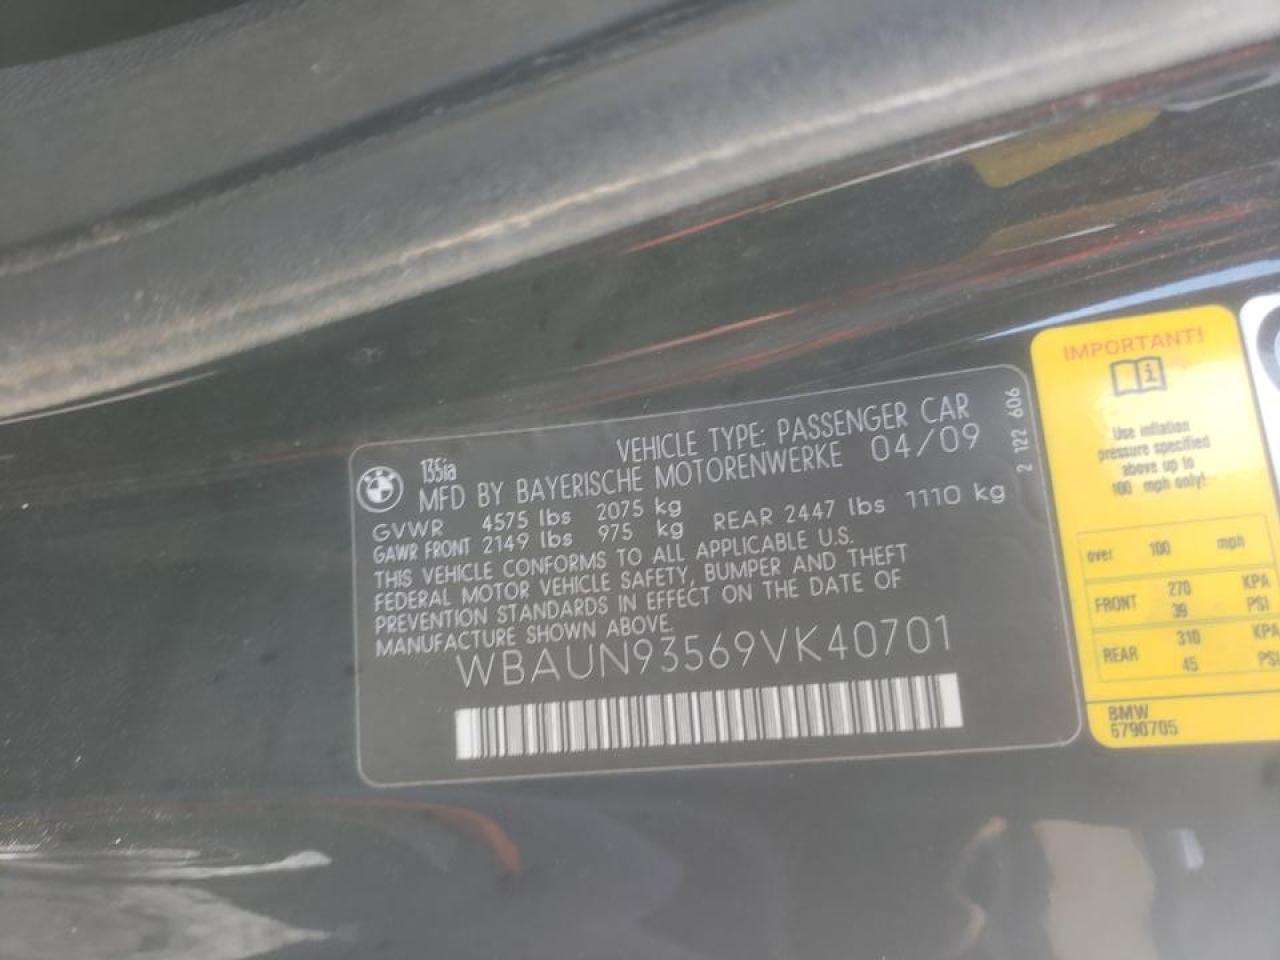 135ia
VEHICLE TYPE: PASSENGER CAR
MFD BY BAYERISCHE MOTORENWERKE 04/09
GVWR 4575 lbs 2075 kg
GAWR FRONT 2149 lbs 975 kg REAR 2447 lbs 1110 kg
THIS VEHICLE CONFORMS TO ALL APPLICABLE U.S.
FEDERAL MOTOR VEHICLE SAFETY, BUMPER AND THEFT
PREVENTION STANDARDS IN EFFECT ON THE DATE OF
MANUFACTURE SHOWN ABOVE.
WBAUN93569VK40701
2 122 606
IMPORTANT!
i
Use inflation
pressure specified
above up to
100 mph only!
over 100 mph
FRONT 270 KPA
39 PSI
REAR 310 KPA
45 PSI
BMW
6790705